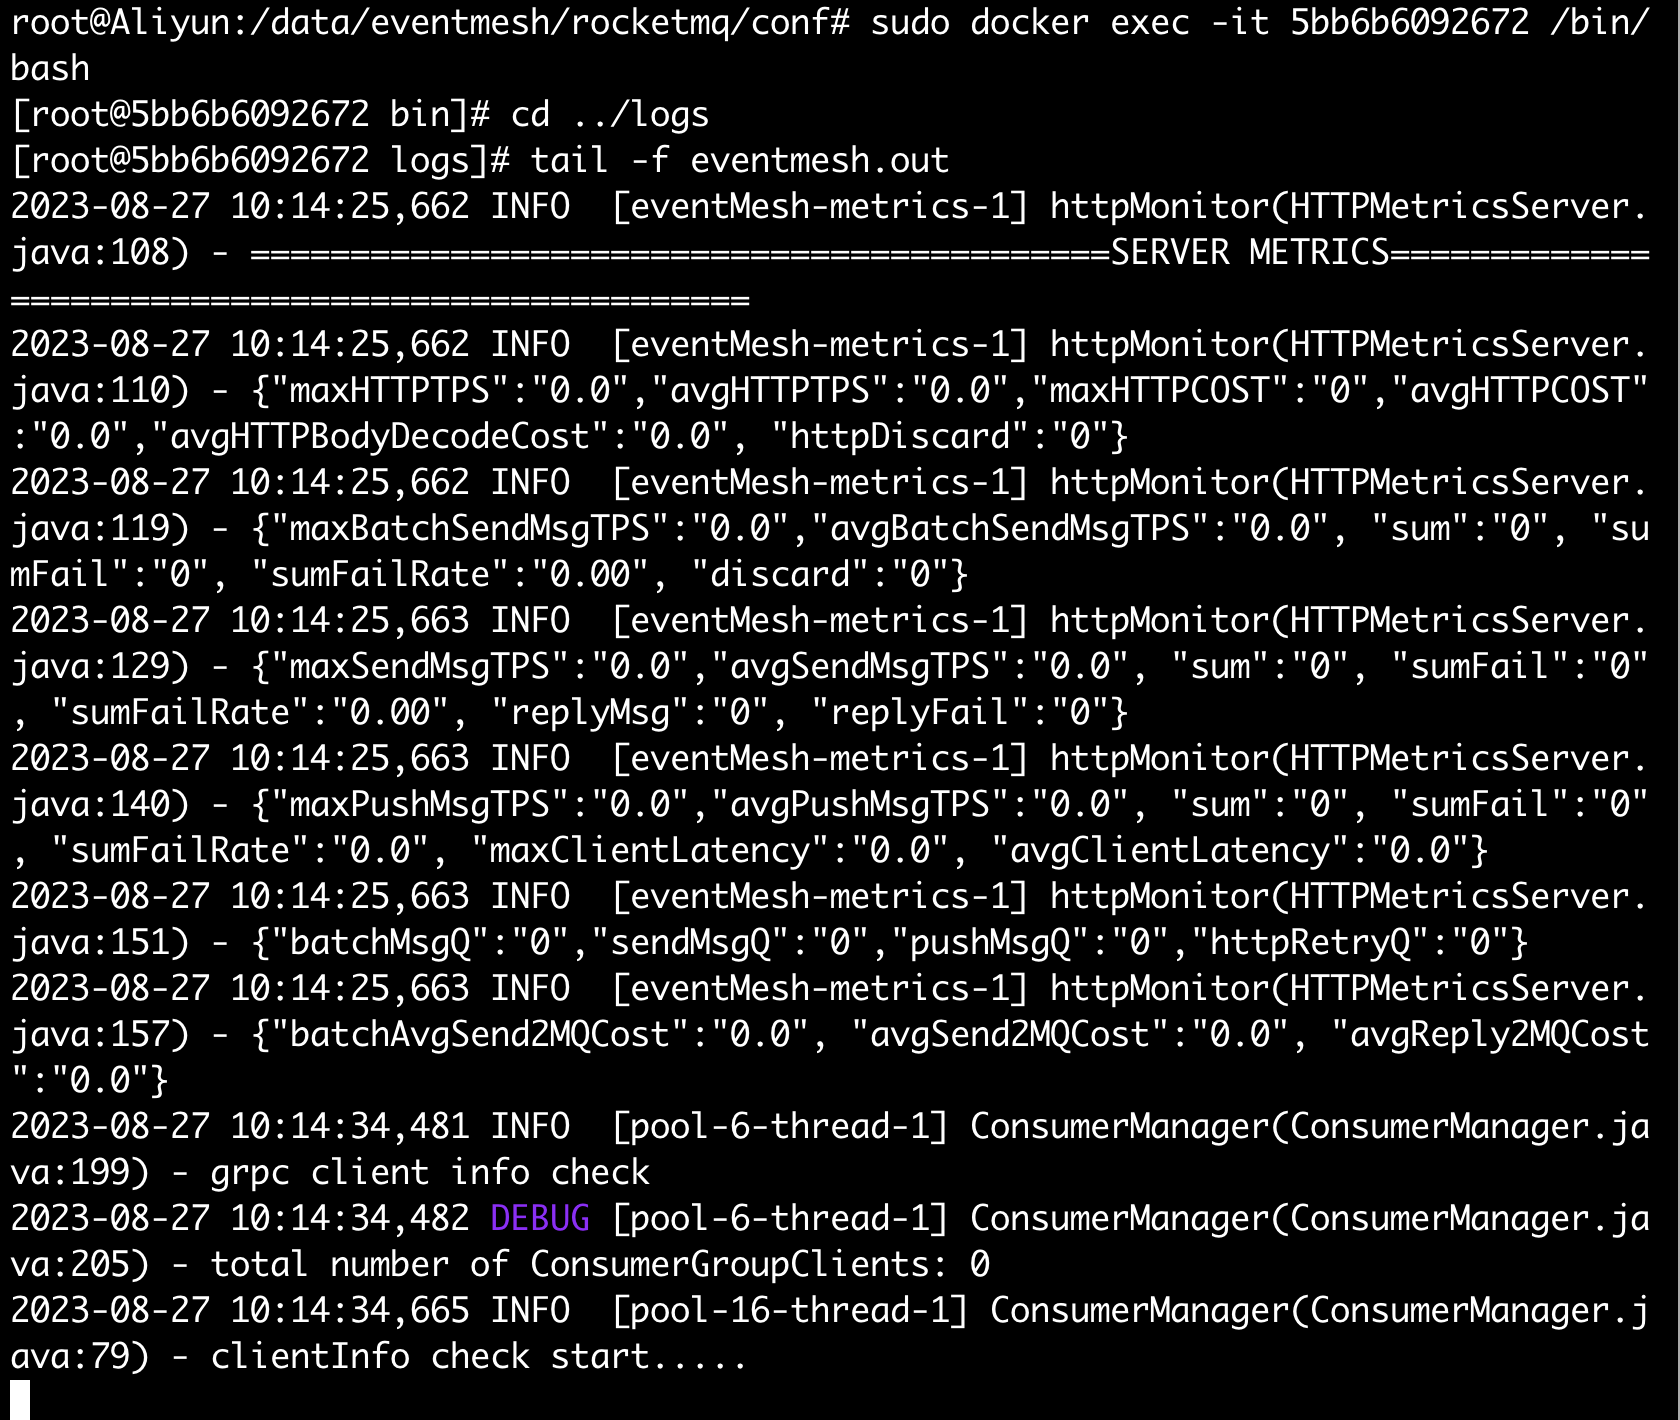 root@Aliyun:/data/eventmesh/rocketmq/conf# sudo docker exec -it 5bb6b6092672 /bin/
bash
[root@5bb6b6092672 bin]# cd ../logs
[root@5bb6b6092672 logs]# tail -f eventmesh.out
2023-08-27 10:14:25,662 INFO  [eventMesh-metrics-1] httpMonitor(HTTPMetricsServer.
java:108) - ===========================================SERVER METRICS=============
=====================================
2023-08-27 10:14:25,662 INFO  [eventMesh-metrics-1] httpMonitor(HTTPMetricsServer.
java:110) - {"maxHTTPTPS":"0.0","avgHTTPTPS":"0.0","maxHTTPCOST":"0","avgHTTPCOST"
:"0.0","avgHTTPBodyDecodeCost":"0.0", "httpDiscard":"0"}
2023-08-27 10:14:25,662 INFO  [eventMesh-metrics-1] httpMonitor(HTTPMetricsServer.
java:119) - {"maxBatchSendMsgTPS":"0.0","avgBatchSendMsgTPS":"0.0", "sum":"0", "su
mFail":"0", "sumFailRate":"0.00", "discard":"0"}
2023-08-27 10:14:25,663 INFO  [eventMesh-metrics-1] httpMonitor(HTTPMetricsServer.
java:129) - {"maxSendMsgTPS":"0.0","avgSendMsgTPS":"0.0", "sum":"0", "sumFail":"0"
, "sumFailRate":"0.00", "replyMsg":"0", "replyFail":"0"}
2023-08-27 10:14:25,663 INFO  [eventMesh-metrics-1] httpMonitor(HTTPMetricsServer.
java:140) - {"maxPushMsgTPS":"0.0","avgPushMsgTPS":"0.0", "sum":"0", "sumFail":"0"
, "sumFailRate":"0.0", "maxClientLatency":"0.0", "avgClientLatency":"0.0"}
2023-08-27 10:14:25,663 INFO  [eventMesh-metrics-1] httpMonitor(HTTPMetricsServer.
java:151) - {"batchMsgQ":"0","sendMsgQ":"0","pushMsgQ":"0","httpRetryQ":"0"}
2023-08-27 10:14:25,663 INFO  [eventMesh-metrics-1] httpMonitor(HTTPMetricsServer.
java:157) - {"batchAvgSend2MQCost":"0.0", "avgSend2MQCost":"0.0", "avgReply2MQCost
":"0.0"}
2023-08-27 10:14:34,481 INFO  [pool-6-thread-1] ConsumerManager(ConsumerManager.ja
va:199) - grpc client info check
2023-08-27 10:14:34,482 DEBUG [pool-6-thread-1] ConsumerManager(ConsumerManager.ja
va:205) - total number of ConsumerGroupClients: 0
2023-08-27 10:14:34,665 INFO  [pool-16-thread-1] ConsumerManager(ConsumerManager.j
ava:79) - clientInfo check start.....